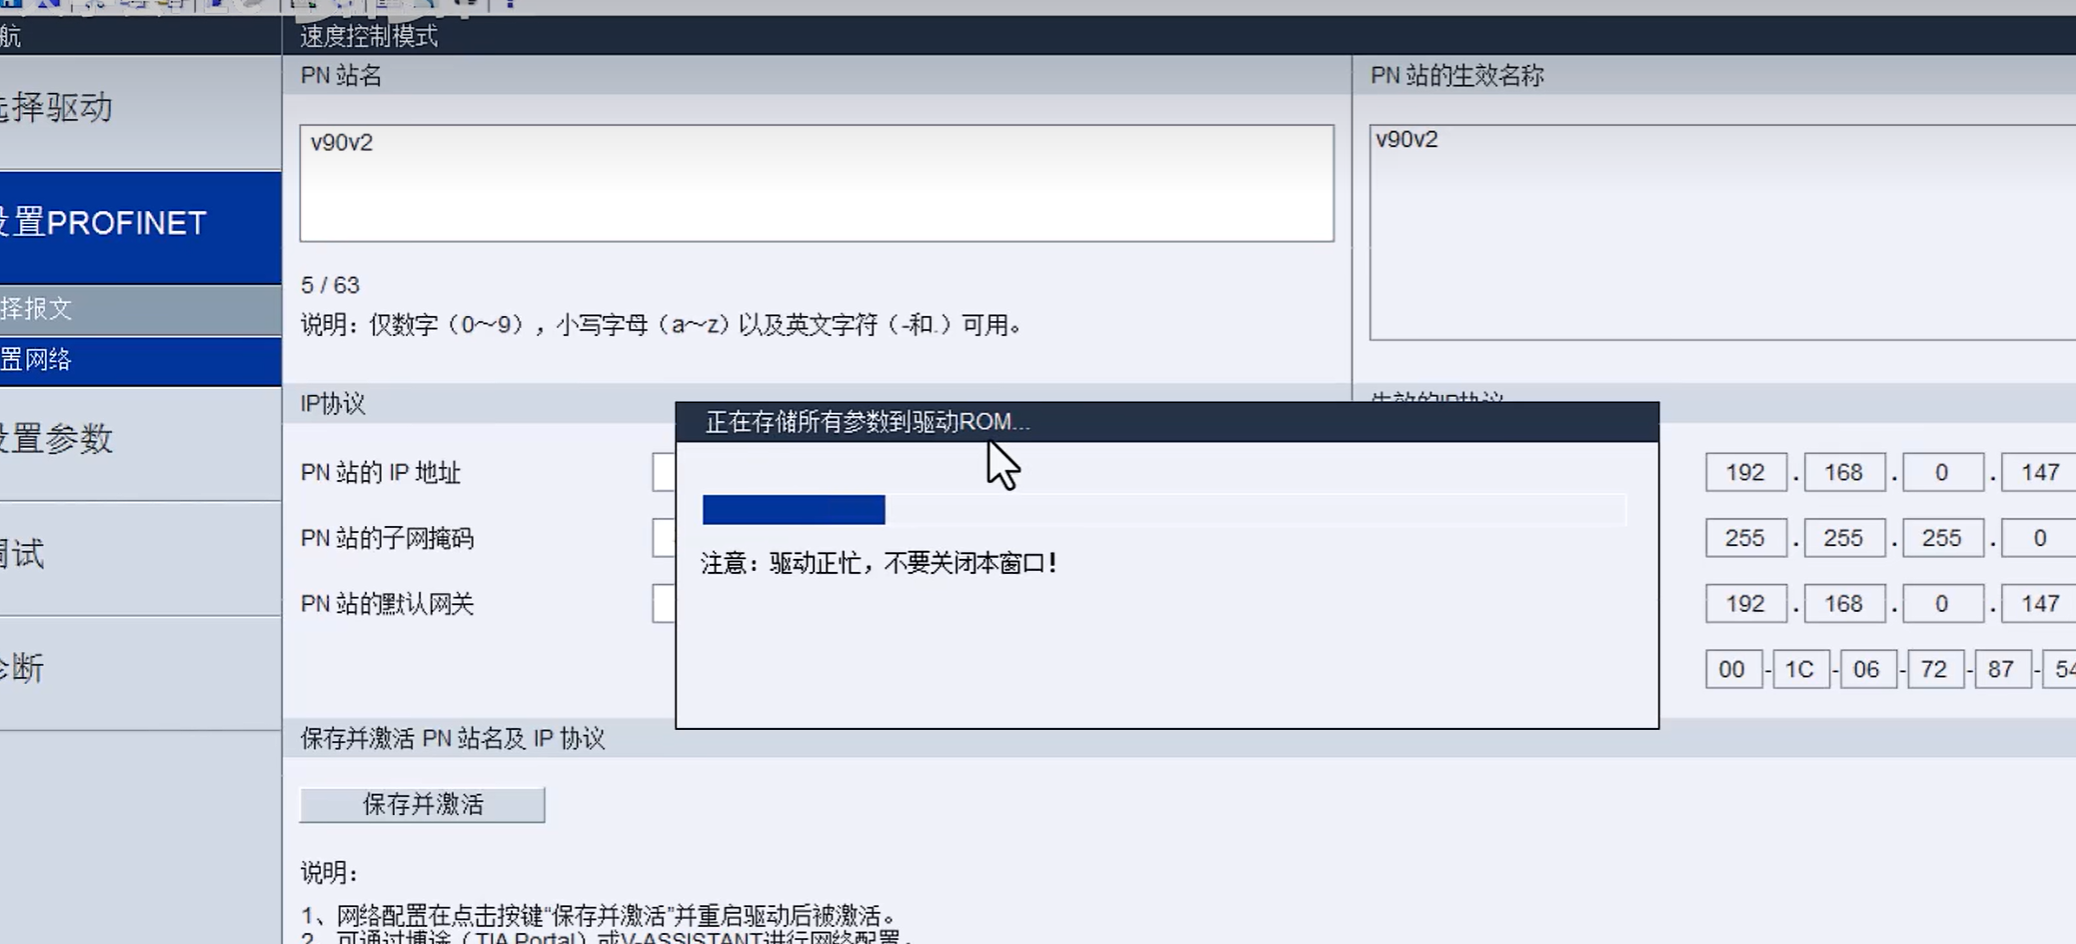 航
速度控制模式
PN 站名
PN 站的生效名称
选择驱动
v90v2
v90v2
设置PROFINET
5 / 63
择报文
说明：仅数字（0～9），小写字母（a～z）以及英文字符（-和.）可用。
置网络
IP协议
生效的IP协议
正在存储所有参数到驱动ROM...
设置参数
PN 站的 IP 地址
192 . 168 . 0 . 147
PN 站的子网掩码
255 . 255 . 255 . 0
注意：驱动正忙，不要关闭本窗口！
调试
PN 站的默认网关
192 . 168 . 0 . 147
诊断
00 - 1C - 06 - 72 - 87 - 54
保存并激活 PN 站名及 IP 协议
保存并激活
说明：
1、网络配置在点击按键“保存并激活”并重启驱动后被激活。
2、可通过博途（TIA Portal）或V-ASSISTANT进行网络配置。